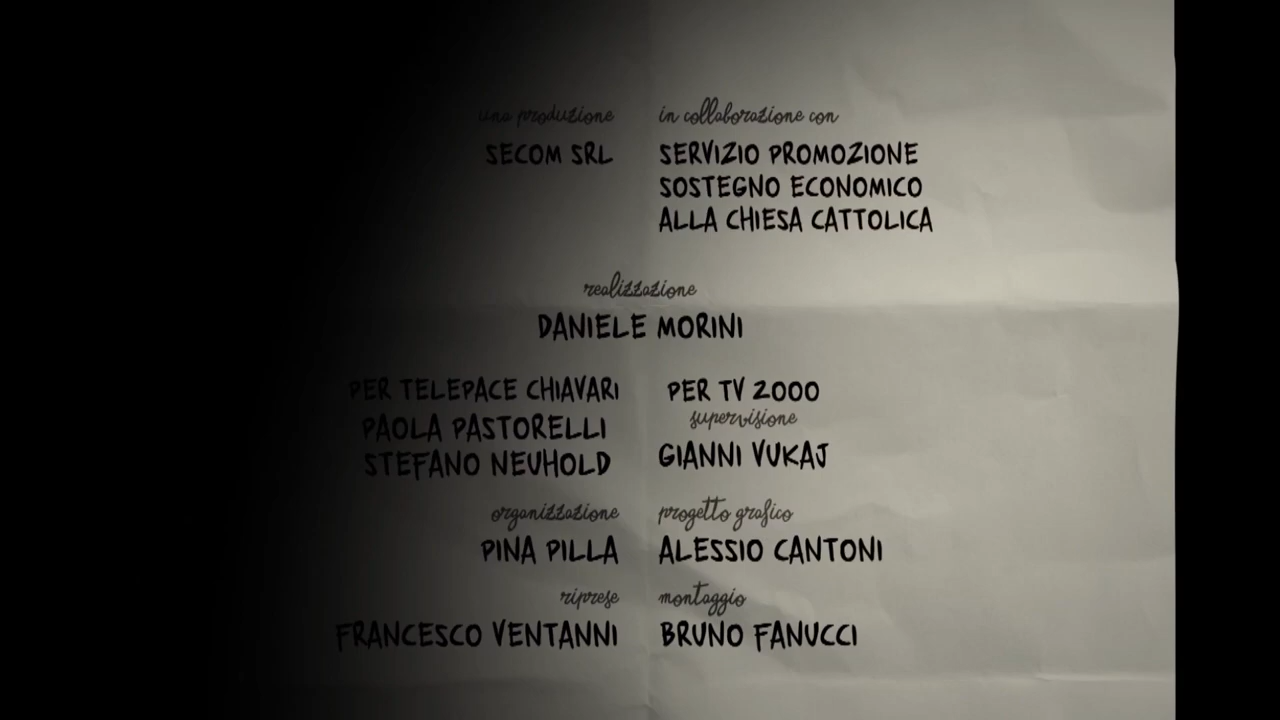 una produzione
SECOM SRL
in collaborazione con
SERVIZIO PROMOZIONE
SOSTEGNO ECONOMICO
ALLA CHIESA CATTOLICA
realizzazione
DANIELE MORINI
PER TELEPACE CHIAVARI
PAOLA PASTORELLI
STEFANO NEUHOLD
PER TV 2000
supervisione
GIANNI VUKAJ
organizzazione
PINA PILLA
progetto grafico
ALESSIO CANTONI
riprese
FRANCESCO VENTANNI
montaggio
BRUNO FANUCCI